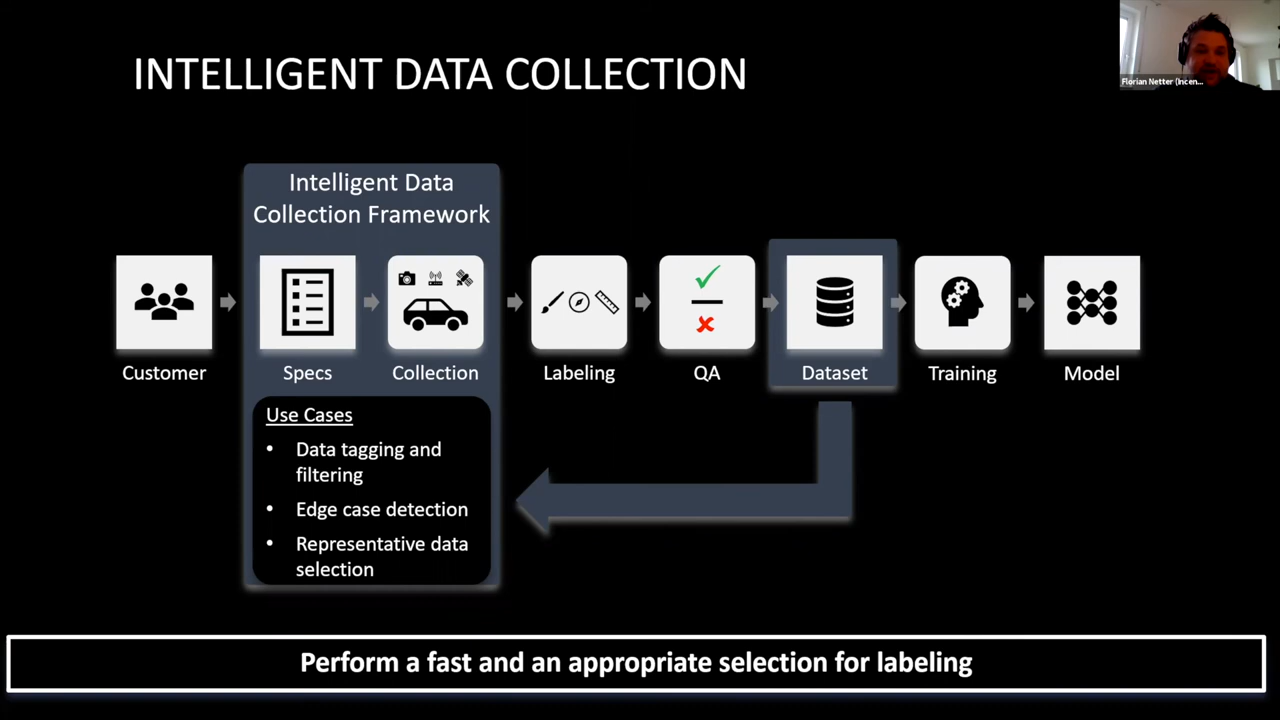 INTELLIGENT DATA COLLECTION
Florian Netter (Incen...
Intelligent Data
Collection Framework
Customer
Specs
Collection
Labeling
QA
Dataset
Training
Model
Use Cases
• Data tagging and
filtering
• Edge case detection
• Representative data
selection
Perform a fast and an appropriate selection for labeling